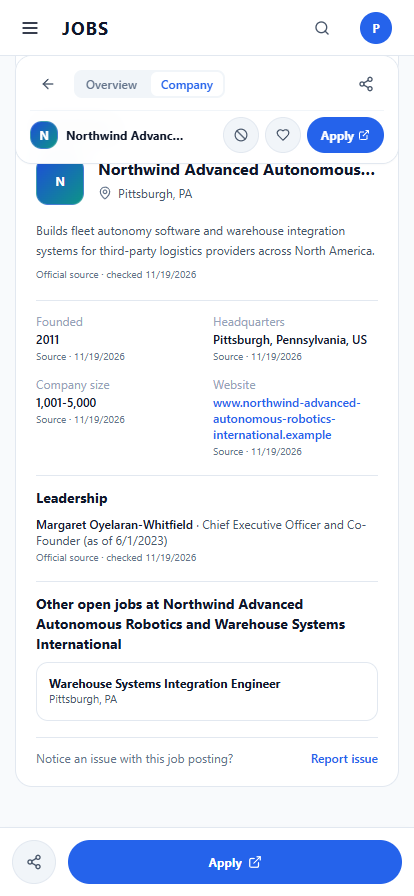 JOBS
P
Overview
Company
N
Northwind Advanc...
Apply
N
Northwind Advanced Autonomous...
Pittsburgh, PA
Builds fleet autonomy software and warehouse integration
systems for third-party logistics providers across North America.
Official source · checked 11/19/2026
Founded
2011
Source · 11/19/2026
Headquarters
Pittsburgh, Pennsylvania, US
Source · 11/19/2026
Company size
1,001-5,000
Source · 11/19/2026
Website
www.northwind-advanced-
autonomous-robotics-
international.example
Source · 11/19/2026
Leadership
Margaret Oyelaran-Whitfield · Chief Executive Officer and Co-
Founder (as of 6/1/2023)
Official source · checked 11/19/2026
Other open jobs at Northwind Advanced
Autonomous Robotics and Warehouse Systems
International
Warehouse Systems Integration Engineer
Pittsburgh, PA
Notice an issue with this job posting?
Report issue
Apply